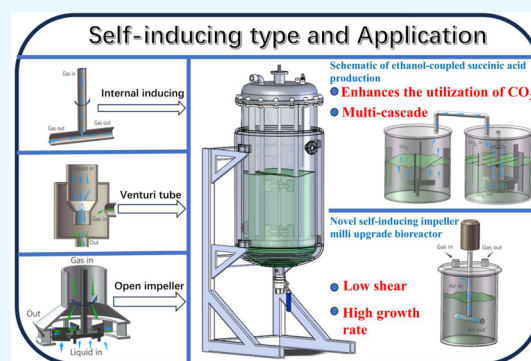 Self-inducing type and Application
Gas in
Gas out
Gas out
Internal inducing
Liquid in
Gas in
Out
Venturi tube
Gas in
Open impeller
Out
Liquid in
Schematic of ethanol-coupled succinic acid
production
Enhances the utilization of CO₂
Multi-cascade
CO₂
Novel self-inducing impeller
milli upgrade bioreactor
Low shear
High growth
rate
Gas in
Gas out
Air in
Air out